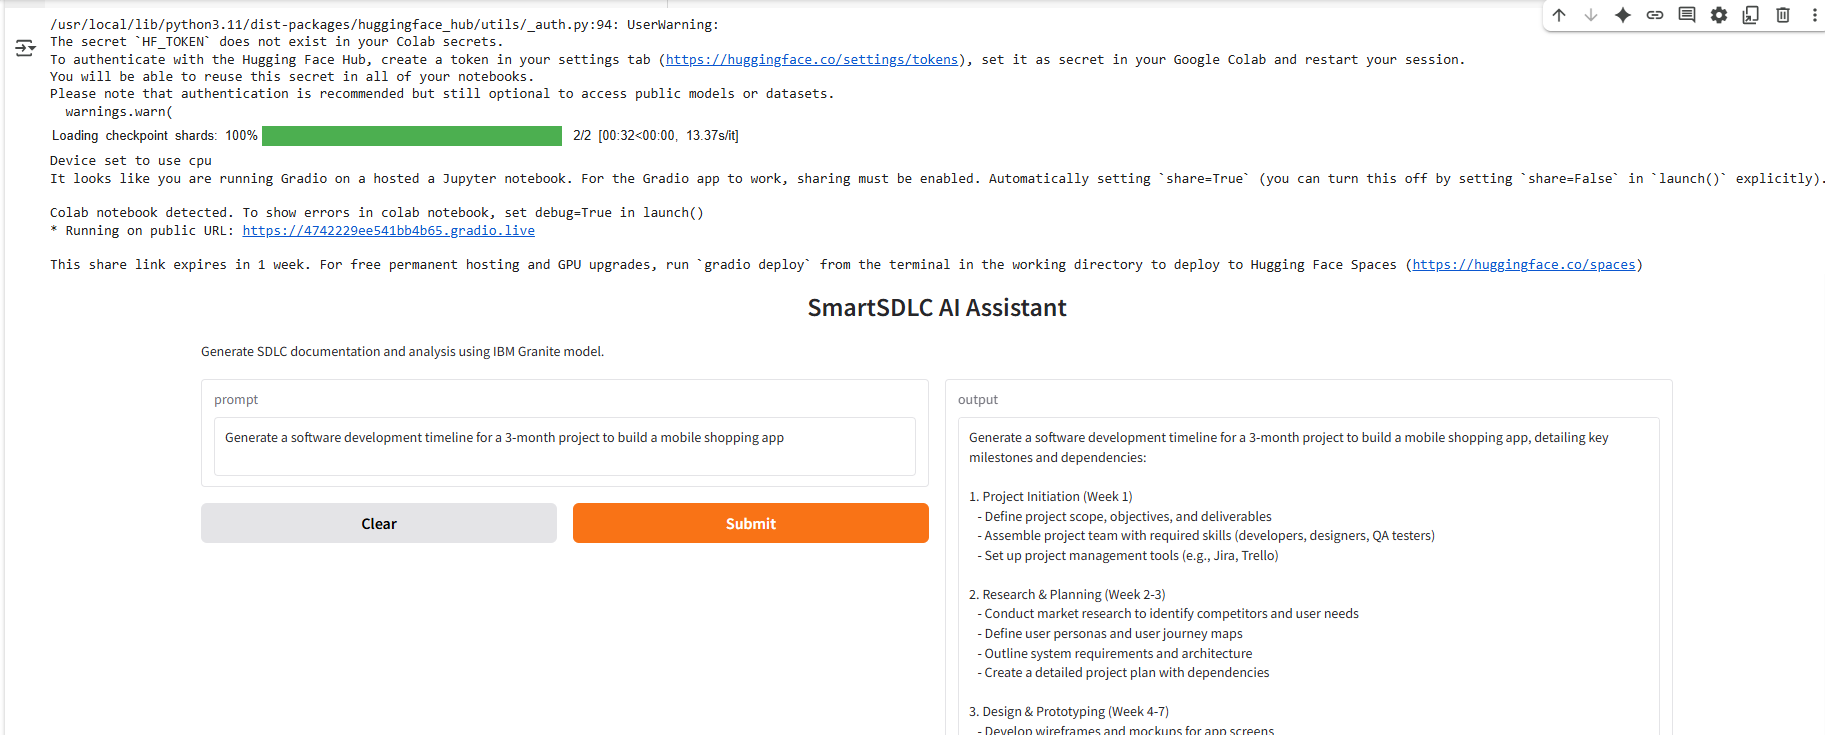 /usr/local/lib/python3.11/dist-packages/huggingface_hub/utils/_auth.py:94: UserWarning:
The secret `HF_TOKEN` does not exist in your Colab secrets.
To authenticate with the Hugging Face Hub, create a token in your settings tab (https://huggingface.co/settings/tokens), set it as secret in your Google Colab and restart your session.
You will be able to reuse this secret in all of your notebooks.
Please note that authentication is recommended but still optional to access public models or datasets.
  warnings.warn(
Loading checkpoint shards: 100% 2/2 [00:32<00:00, 13.37s/it]
Device set to use cpu
It looks like you are running Gradio on a hosted a Jupyter notebook. For the Gradio app to work, sharing must be enabled. Automatically setting `share=True` (you can turn this off by setting `share=False` in `launch()` explicitly).
Colab notebook detected. To show errors in colab notebook, set debug=True in launch()
* Running on public URL: https://4742229ee541bb4b65.gradio.live
This share link expires in 1 week. For free permanent hosting and GPU upgrades, run `gradio deploy` from the terminal in the working directory to deploy to Hugging Face Spaces (https://huggingface.co/spaces)
SmartSDLC AI Assistant
Generate SDLC documentation and analysis using IBM Granite model.
prompt
Generate a software development timeline for a 3-month project to build a mobile shopping app
Clear
Submit
output
Generate a software development timeline for a 3-month project to build a mobile shopping app, detailing key
milestones and dependencies:
1. Project Initiation (Week 1)
- Define project scope, objectives, and deliverables
- Assemble project team with required skills (developers, designers, QA testers)
- Set up project management tools (e.g., Jira, Trello)
2. Research & Planning (Week 2-3)
- Conduct market research to identify competitors and user needs
- Define user personas and user journey maps
- Outline system requirements and architecture
- Create a detailed project plan with dependencies
3. Design & Prototyping (Week 4-7)
- Develop wireframes and mockups for app screens